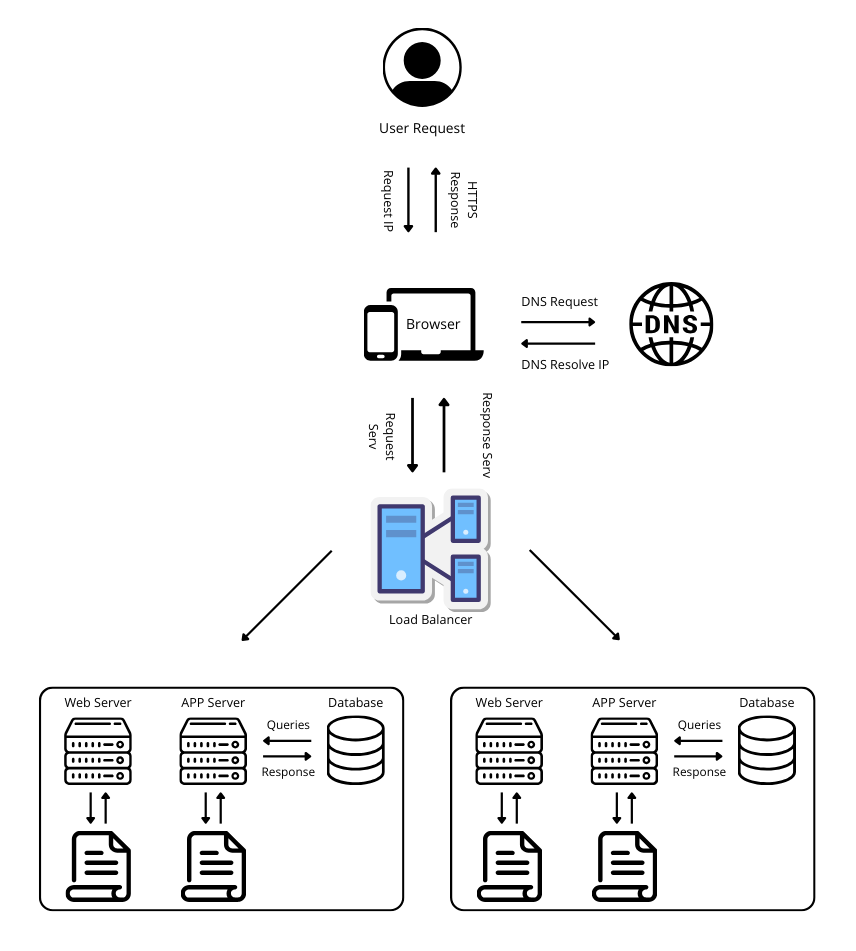 User Request
Request IP
HTTPS
Response
Browser
DNS Request
DNS
DNS Resolve IP
Request
Serv
Response Serv
Load Balancer
Web Server
APP Server
Database
Queries
Response
Web Server
APP Server
Database
Queries
Response